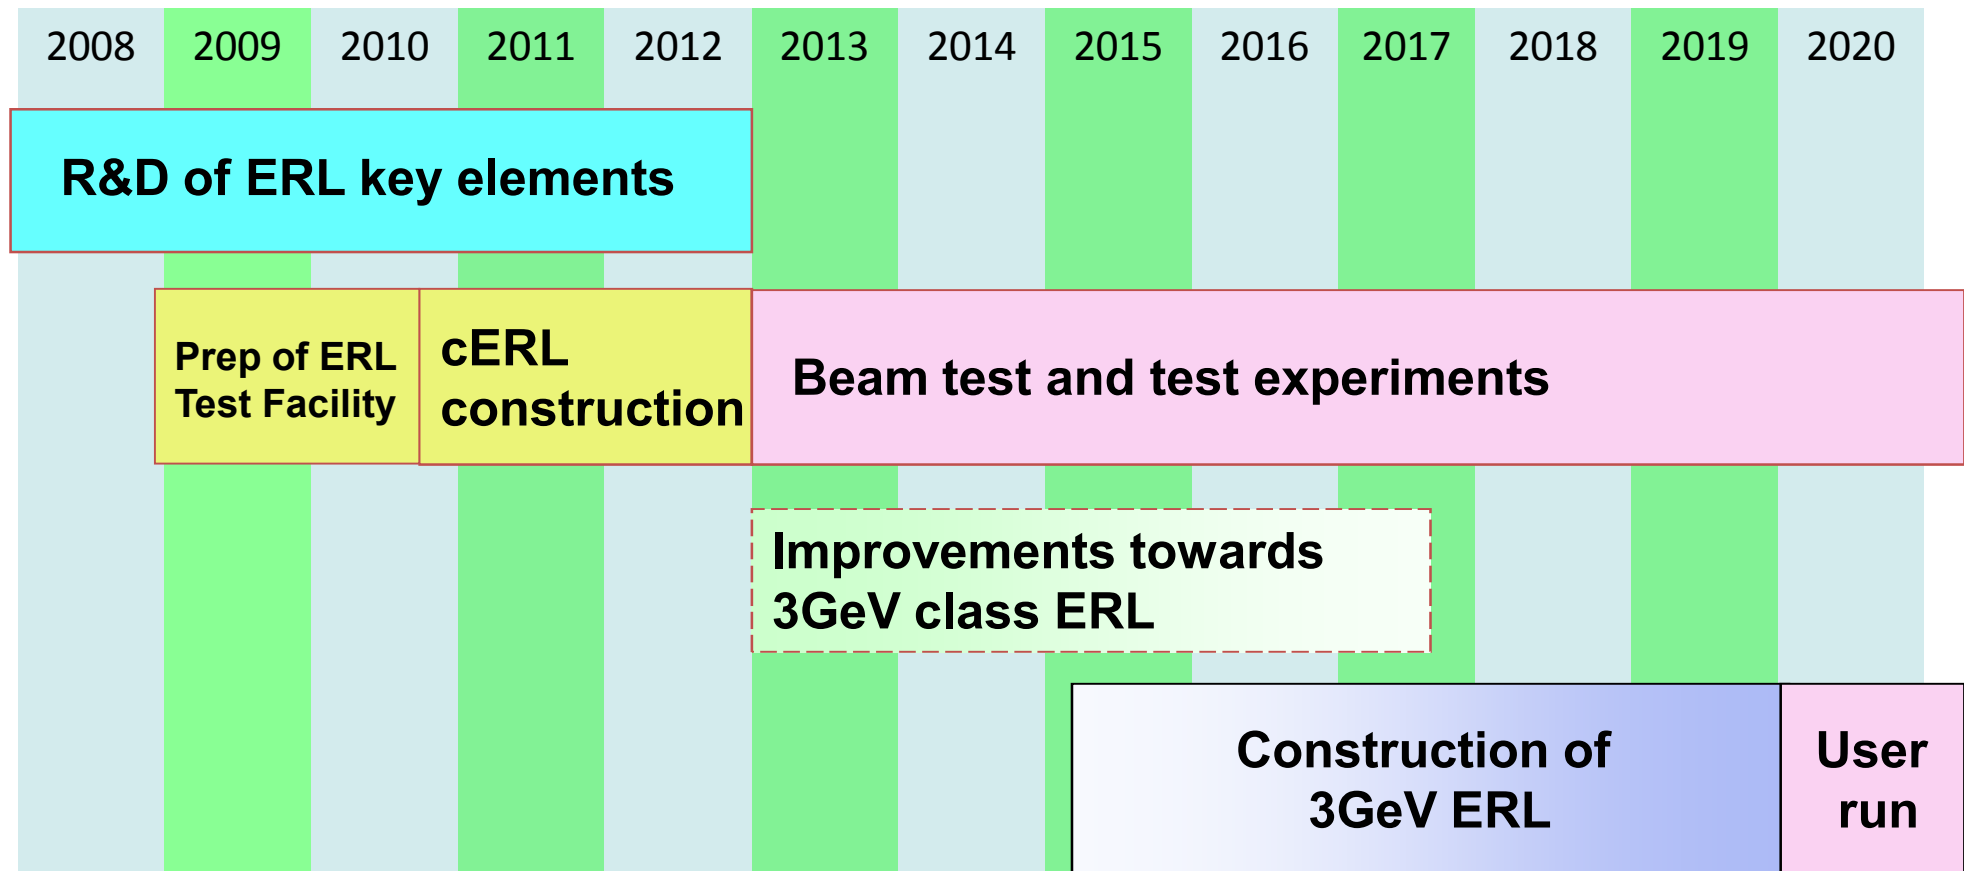 2008 2009 2010 2011 2012 2013 2014 2015 2016 2017 2018 2019 2020
R&D of ERL key elements
Prep of ERL
Test Facility
cERL
construction
Beam test and test experiments
Improvements towards
3GeV class ERL
Construction of
3GeV ERL
User
run